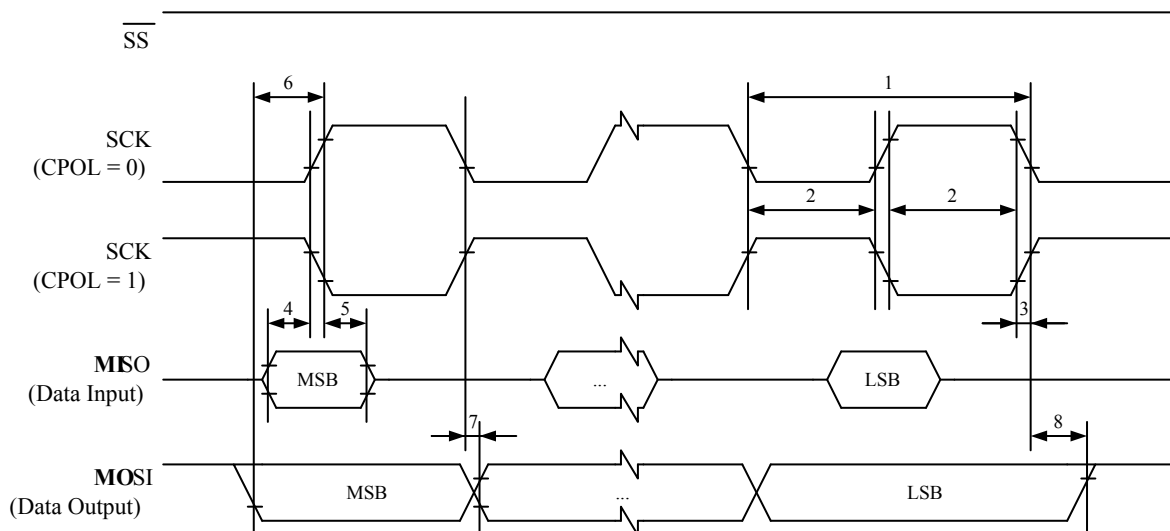 SS
6
1
SCK
(CPOL = 0)
2
2
SCK
(CPOL = 1)
4
5
3
MISO
(Data Input)
MSB
...
LSB
7
8
MOSI
(Data Output)
MSB
...
LSB